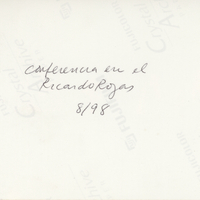 Conferencia en el
Ricardo Rojas
8/98